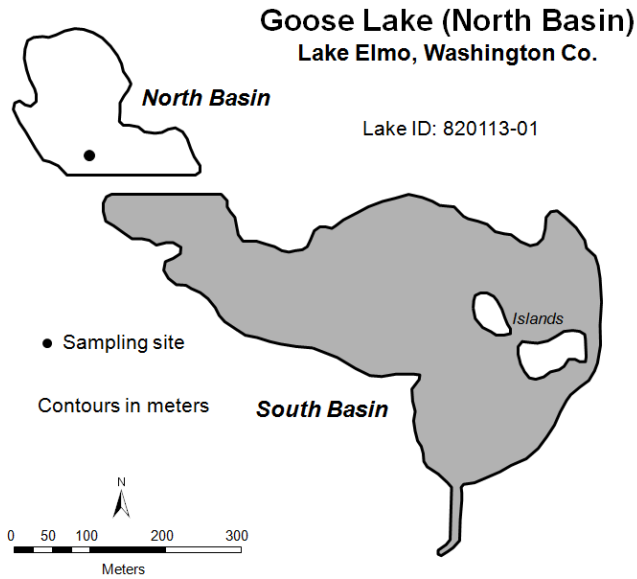 Goose Lake (North Basin)
Lake Elmo, Washington Co.
North Basin
Lake ID: 820113-01
Islands
Sampling site
Contours in meters
South Basin
N
0 50 100 200 300
Meters